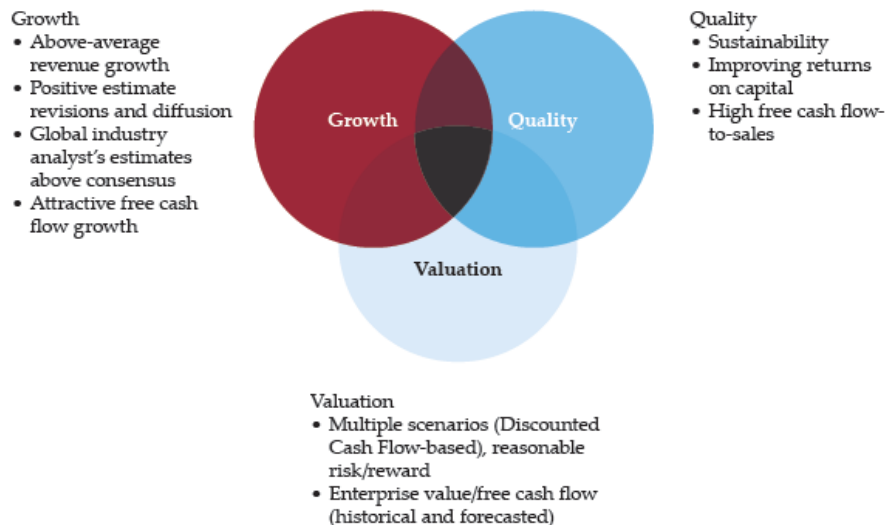 Growth
• Above-average
revenue growth
• Positive estimate
revisions and diffusion
• Global industry
analyst's estimates
above consensus
• Attractive free cash
flow growth
Growth
Quality
Valuation
Quality
• Sustainability
• Improving returns
on capital
• High free cash flow-
to-sales
Valuation
• Multiple scenarios (Discounted
Cash Flow-based), reasonable
risk/reward
• Enterprise value/free cash flow
(historical and forecasted)